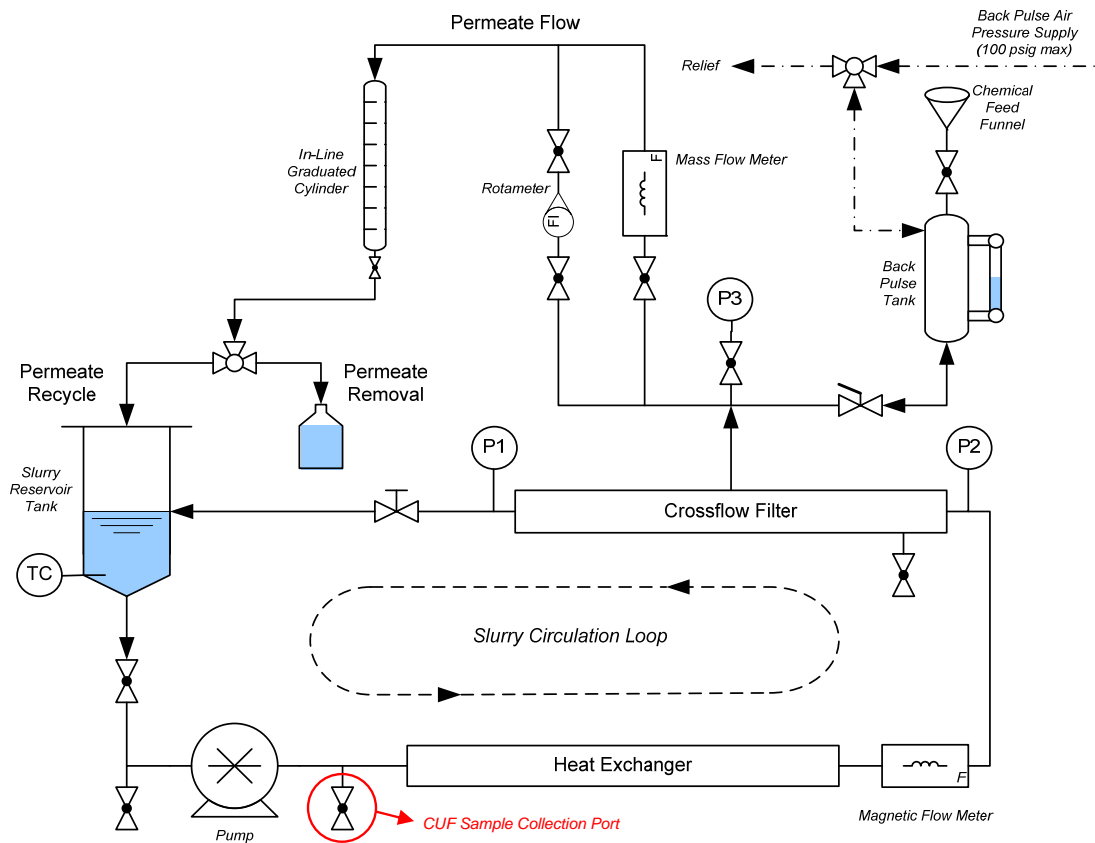 Permeate Flow
Back Pulse Air
Pressure Supply
(100 psig max)
Relief
Chemical
Feed
Funnel
In-Line
Graduated
Cylinder
Rotameter
FI
F
Mass Flow Meter
Back
Pulse
Tank
P3
Permeate
Recycle
Permeate
Removal
Slurry
Reservoir
Tank
P1
P2
Crossflow Filter
TC
Slurry Circulation Loop
Heat Exchanger
F
Magnetic Flow Meter
Pump
CUF Sample Collection Port